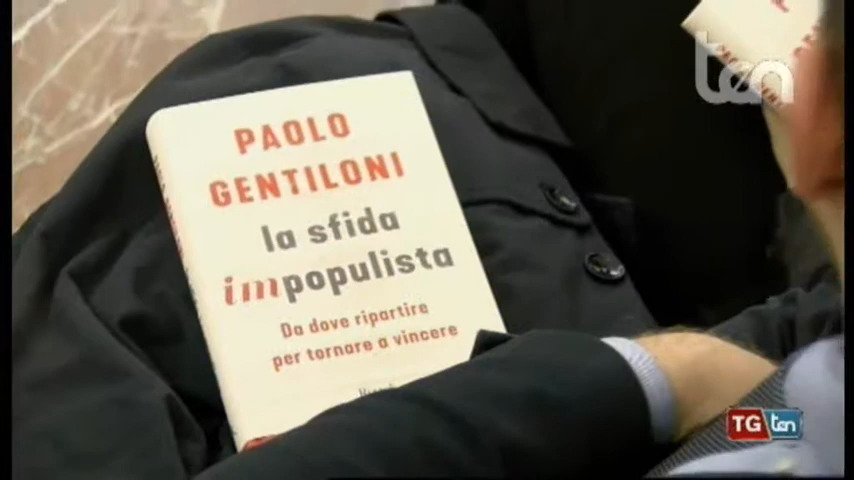 PAOLO
GENTILONI
la sfida
impopulista
Da dove ripartire
per tornare a vincere
ten
TG ten